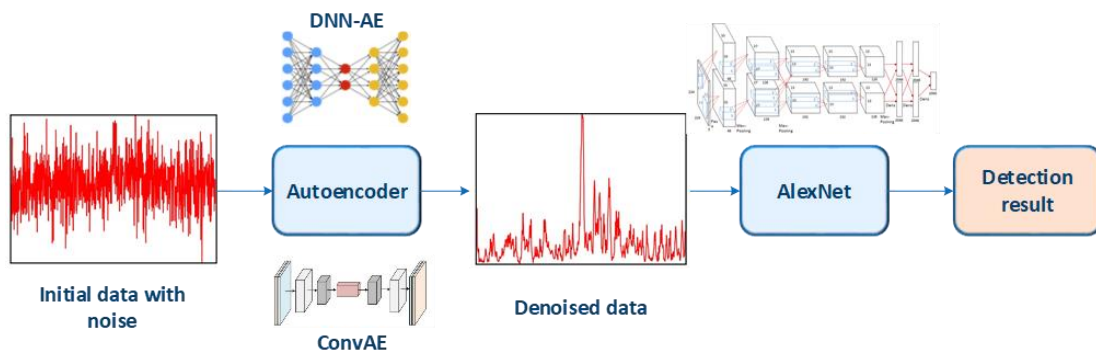 DNN-AE
Autoencoder
AlexNet
Detection
result
Initial data with
noise
Denoised data
ConvAE